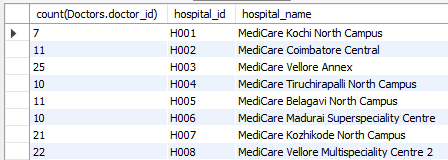 count(Doctors.doctor_id) hospital_id hospital_name
7 H001 MediCare Kochi North Campus
11 H002 MediCare Coimbatore Central
25 H003 MediCare Vellore Annex
10 H004 MediCare Tiruchirapalli North Campus
11 H005 MediCare Belagavi North Campus
10 H006 MediCare Madurai Superspeciality Centre
21 H007 MediCare Kozhikode North Campus
22 H008 MediCare Vellore Multispeciality Centre 2